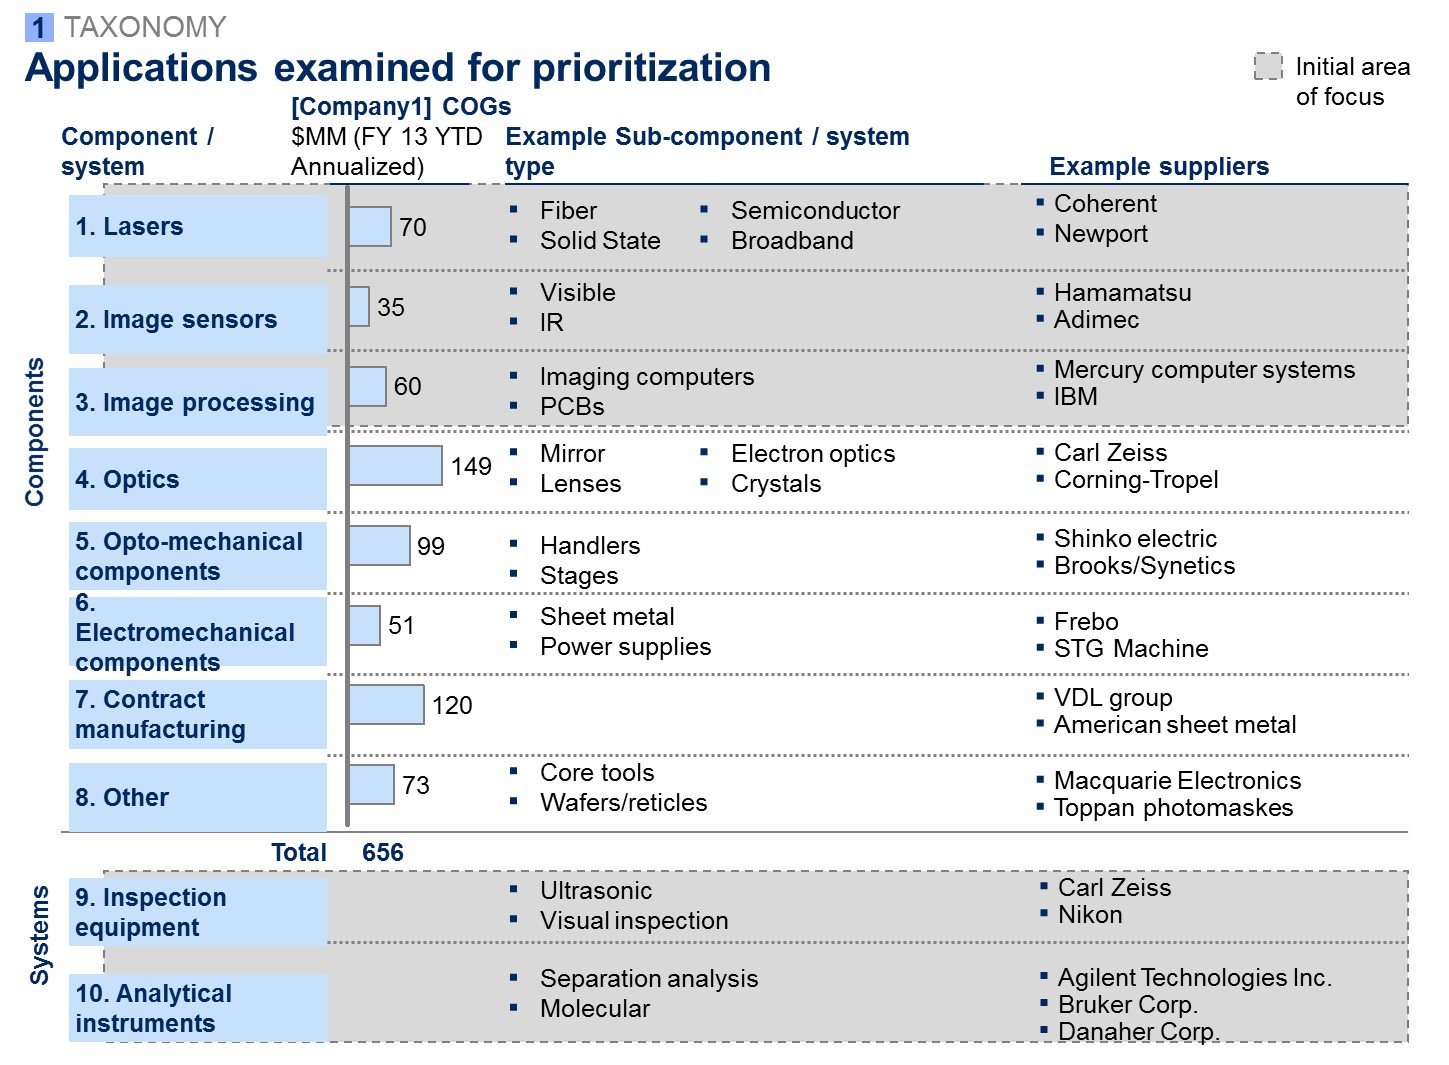 1 TAXONOMY
Applications examined for prioritization
Initial area
of focus
Component /
system
[Company1] COGs
$MM (FY 13 YTD
Annualized)
Example Sub-component / system
type
Example suppliers
Components
1. Lasers
70
▪ Fiber
▪ Solid State
▪ Semiconductor
▪ Broadband
▪ Coherent
▪ Newport
2. Image sensors
35
▪ Visible
▪ IR
▪ Hamamatsu
▪ Adimec
3. Image processing
60
▪ Imaging computers
▪ PCBs
▪ Mercury computer systems
▪ IBM
4. Optics
149
▪ Mirror
▪ Lenses
▪ Electron optics
▪ Crystals
▪ Carl Zeiss
▪ Corning-Tropel
5. Opto-mechanical
components
99
▪ Handlers
▪ Stages
▪ Shinko electric
▪ Brooks/Synetics
6.
Electromechanical
components
51
▪ Sheet metal
▪ Power supplies
▪ Frebo
▪ STG Machine
7. Contract
manufacturing
120
▪ VDL group
▪ American sheet metal
8. Other
73
▪ Core tools
▪ Wafers/reticles
▪ Macquarie Electronics
▪ Toppan photomaskes
Total 656
Systems
9. Inspection
equipment
▪ Ultrasonic
▪ Visual inspection
▪ Carl Zeiss
▪ Nikon
10. Analytical
instruments
▪ Separation analysis
▪ Molecular
▪ Agilent Technologies Inc.
▪ Bruker Corp.
▪ Danaher Corp.